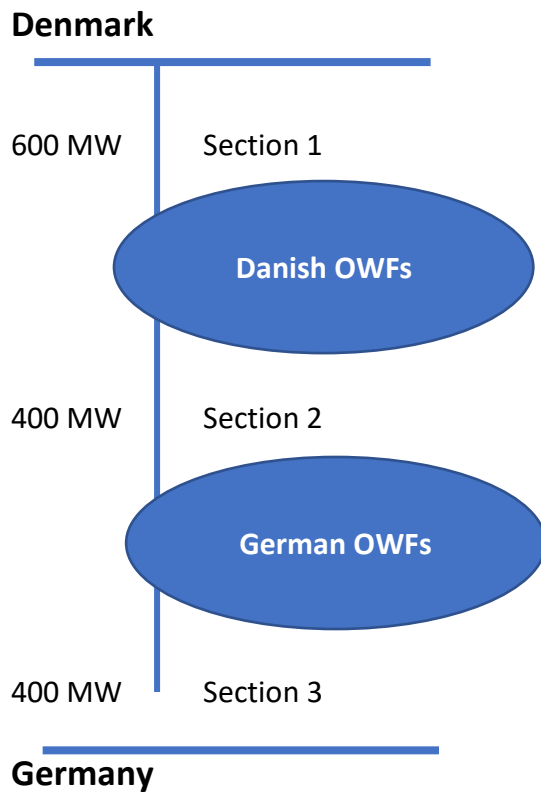 Denmark
600 MW Section 1
Danish OWFs
400 MW Section 2
German OWFs
400 MW Section 3
Germany